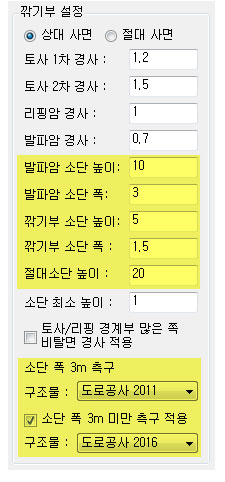 깎기부 설정
상대 사면 절대 사면
토사 1차 경사 : 1.2
토사 2차 경사 : 1.5
리핑암 경사 : 1
발파암 경사 : 0.7
발파암 소단 높이: 10
발파암 소단 폭: 3
깎기부 소단 높이: 5
깎기부 소단 폭 : 1.5
절대소단 높이 : 20
소단 최소 높이 : 1
토사/리핑 경계부 많은 쪽
비탈면 경사 적용
소단 폭 3m 측구
구조물 : 도로공사 2011
소단 폭 3m 미만 측구 적용
구조물 : 도로공사 2016